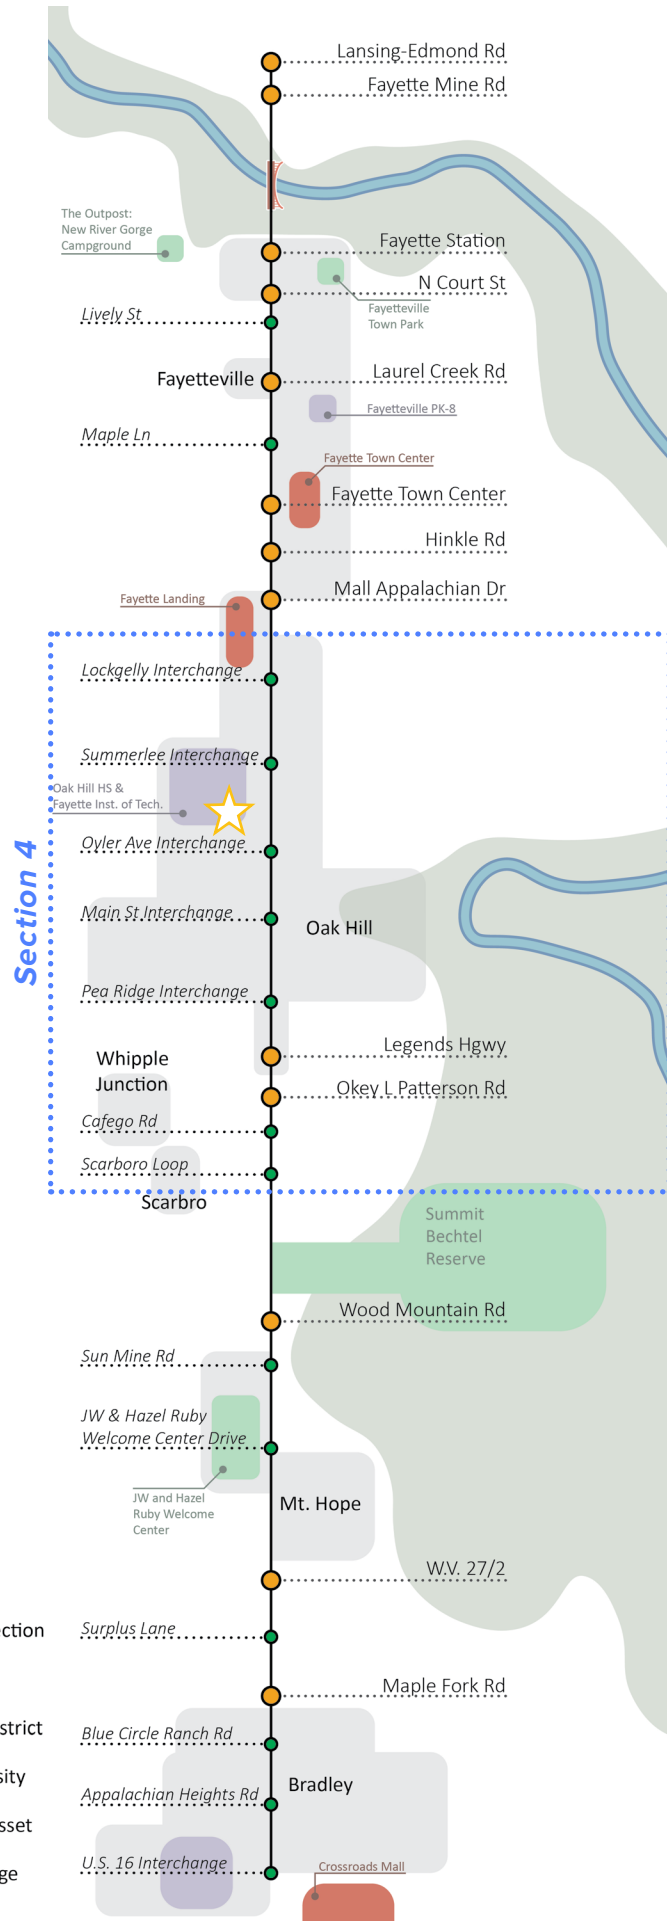 Lansing-Edmond Rd
Fayette Mine Rd
The Outpost:
New River Gorge
Campground
Fayette Station
N Court St
Fayetteville
Town Park
Lively St
Laurel Creek Rd
Fayetteville
Fayetteville PK-8
Maple Ln
Fayette Town Center
Fayette Town Center
Hinkle Rd
Mall Appalachian Dr
Fayette Landing
Section 4
Lockgelly Interchange
Summerlee Interchange
Oak Hill HS &
Fayette Inst. of Tech.
Oyler Ave Interchange
Main St Interchange
Oak Hill
Pea Ridge Interchange
Legends Hgwy
Whipple
Junction
Okey L Patterson Rd
Cafego Rd
Scarboro Loop
Scarbro
Summit
Bechtel
Reserve
Wood Mountain Rd
Sun Mine Rd
JW & Hazel Ruby
Welcome Center Drive
JW and Hazel
Ruby Welcome
Center
Mt. Hope
W.V. 27/2
ection
Surplus Lane
Maple Fork Rd
strict
Blue Circle Ranch Rd
sity
Bradley
Appalachian Heights Rd
sset
U.S. 16 Interchange
ge
Crossroads Mall